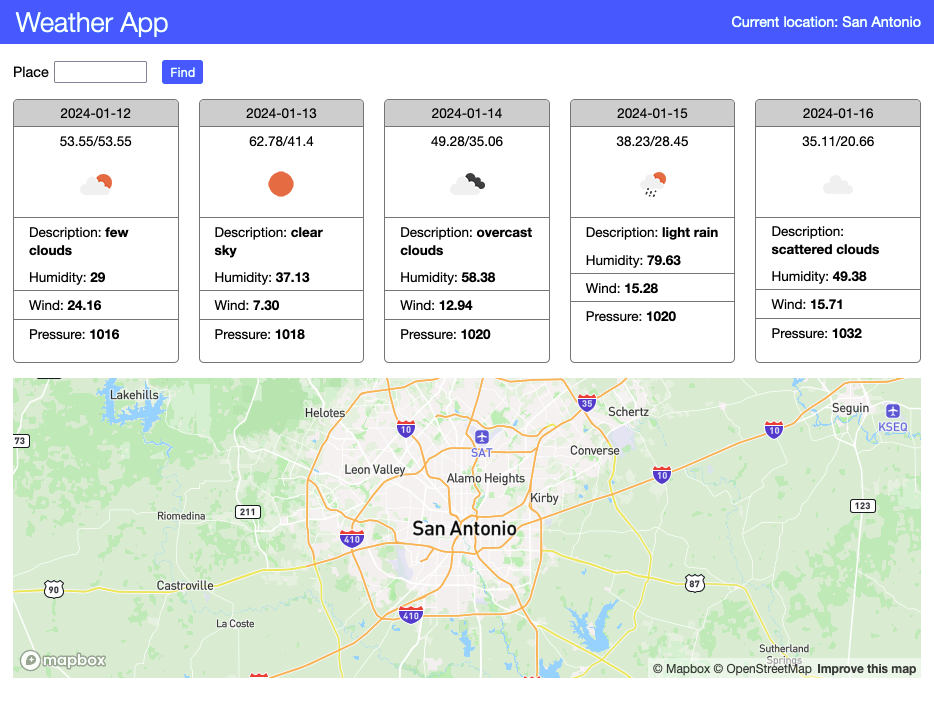 Weather App
Current location: San Antonio
Place
Find
2024-01-12
53.55/53.55
Description: few
clouds
Humidity: 29
Wind: 24.16
Pressure: 1016
2024-01-13
62.78/41.4
Description: clear
sky
Humidity: 37.13
Wind: 7.30
Pressure: 1018
2024-01-14
49.28/35.06
Description: overcast
clouds
Humidity: 58.38
Wind: 12.94
Pressure: 1020
2024-01-15
38.23/28.45
Description: light rain
Humidity: 79.63
Wind: 15.28
Pressure: 1020
2024-01-16
35.11/20.66
Description:
scattered clouds
Humidity: 49.38
Wind: 15.71
Pressure: 1032
Lakehills
Helotes
35
Schertz
Seguin
KSEQ
10
10
73
SAT
Converse
Leon Valley
Alamo Heights
10
Kirby
Riomedina
211
123
San Antonio
410
Castroville
90
87
410
La Coste
Sutherland
Springs
mapbox
© Mapbox © OpenStreetMap Improve this map